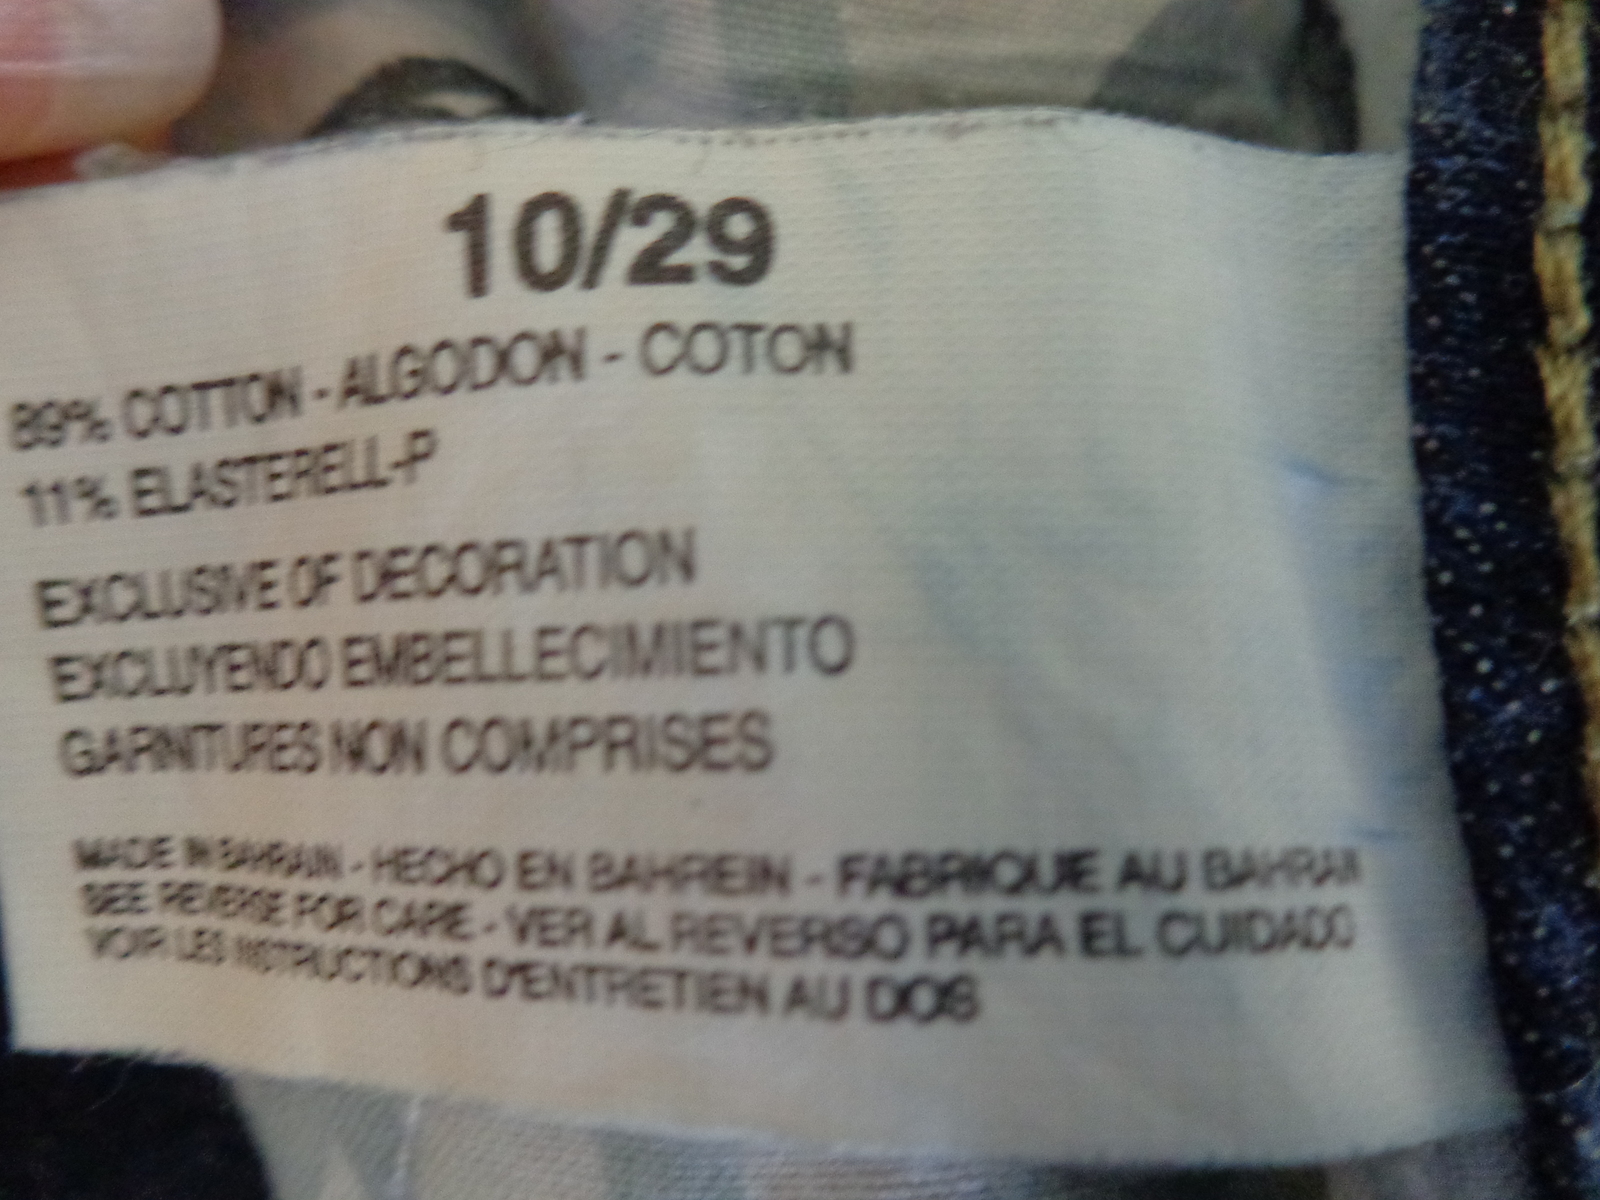 10/29
89% COTTON - ALGODON - COTON
11% ELASTERELL-P
EXCLUSIVE OF DECORATION
EXCLUYENDO EMBELLECIMIENTO
GARNITURES NON COMPRISES
MADE IN BAHRAIN - HECHO EN BAHREIN - FABRIQUE AU BAHRAIN
SEE REVERSE FOR CARE - VER AL REVERSO PARA EL CUIDADO
VOIR LES INSTRUCTIONS D'ENTRETIEN AU DOS